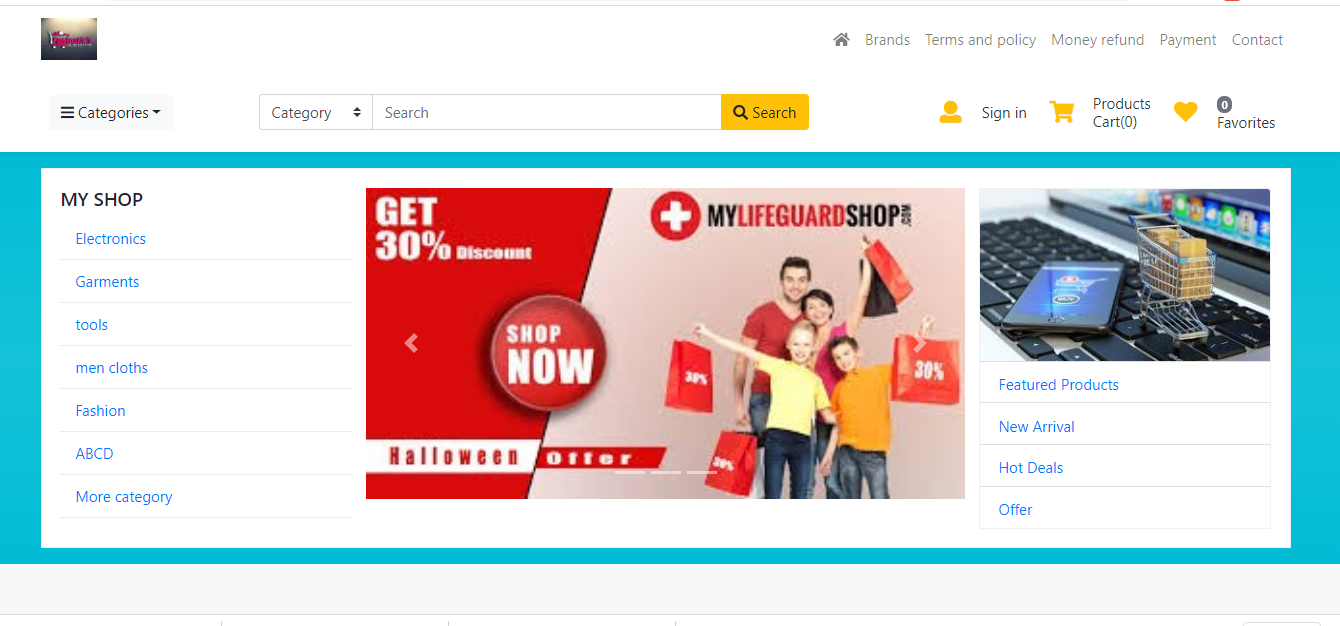 Brands Terms and policy Money refund Payment Contact
Categories
Category
Search
Search
Sign in
Products
Cart(0)
0
Favorites
MY SHOP
Electronics
Garments
tools
men cloths
Fashion
ABCD
More category
GET
30% Discount
SHOP
NOW
Halloween Offer
MYLIFEGUARDSHOP.COM
30%
30%
30%
BUY
Featured Products
New Arrival
Hot Deals
Offer